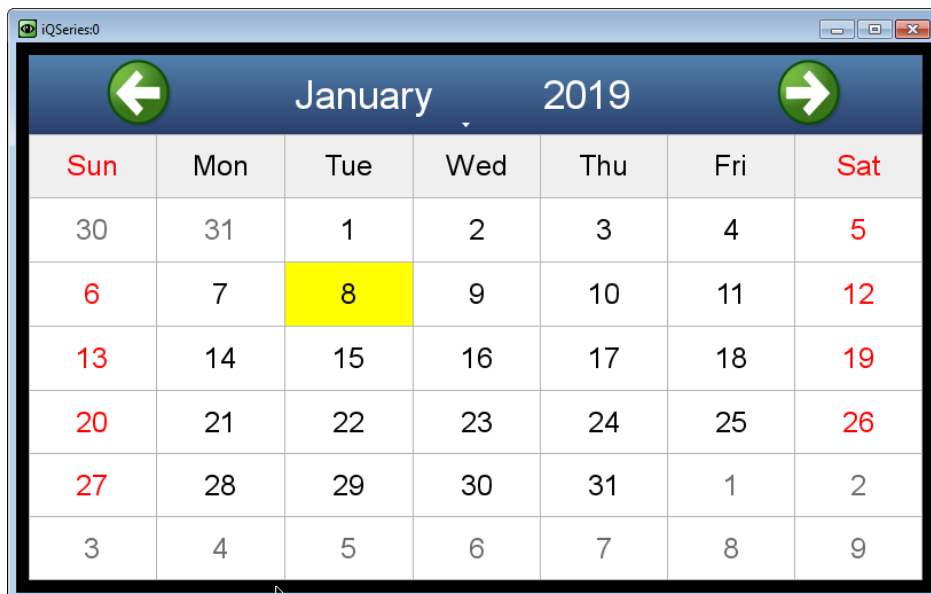 iQSeries:0
January 2019
Sun Mon Tue Wed Thu Fri Sat
30 31 1 2 3 4 5
6 7 8 9 10 11 12
13 14 15 16 17 18 19
20 21 22 23 24 25 26
27 28 29 30 31 1 2
3 4 5 6 7 8 9